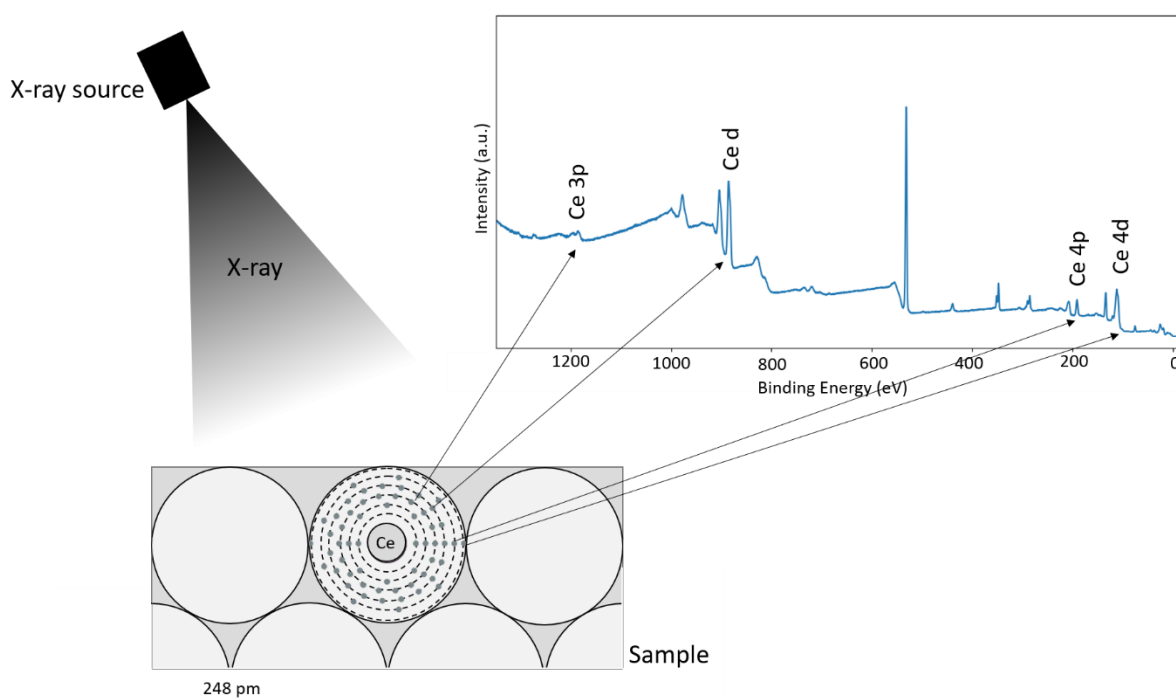 X-ray source
X-ray
Intensity (a.u.)
Ce 3p
Ce d
Ce 4p
Ce 4d
1200
1000
800
600
400
200
0
Binding Energy (eV)
Ce
Sample
248 pm